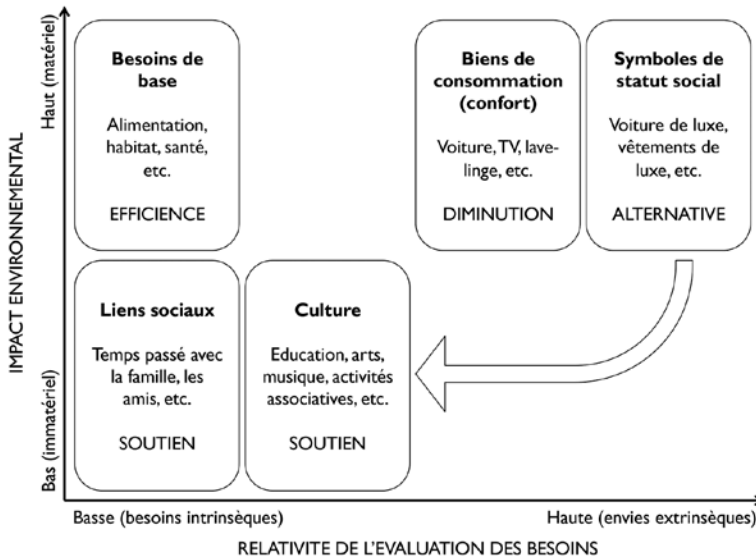 IMPACT ENVIRONNEMENTAL
Haut (matériel)
Bas (immatériel)
Besoins de
base
Alimentation,
habitat, santé,
etc.
EFFICIENCE
Biens de
consommation
(confort)
Voiture, TV, lave-
linge, etc.
DIMINUTION
Symboles de
statut social
Voiture de luxe,
vêtements de
luxe, etc.
ALTERNATIVE
Liens sociaux
Temps passé avec
la famille, les
amis, etc.
SOUTIEN
Culture
Education, arts,
musique, activités
associatives, etc.
SOUTIEN
Basse (besoins intrinsèques)
Haute (envies extrinsèques)
RELATIVITE DE L'EVALUATION DES BESOINS